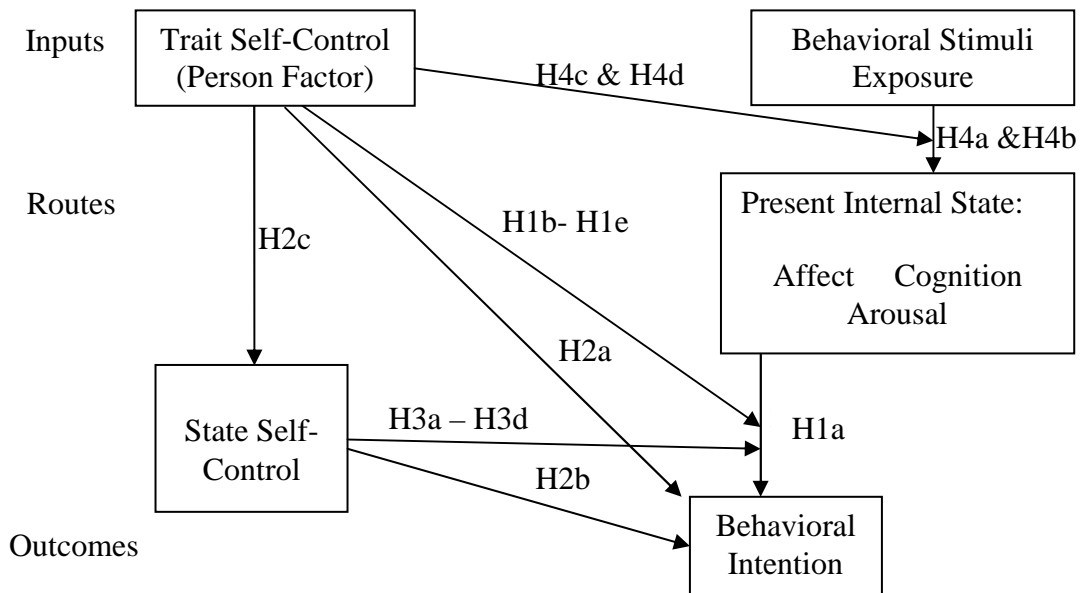 Inputs
Trait Self-Control
(Person Factor)
Behavioral Stimuli
Exposure
H4c & H4d
H4a &H4b
Routes
Present Internal State:
H1b- H1e
H2c
Affect Cognition
Arousal
H2a
State Self-
Control
H3a – H3d
H1a
H2b
Outcomes
Behavioral
Intention